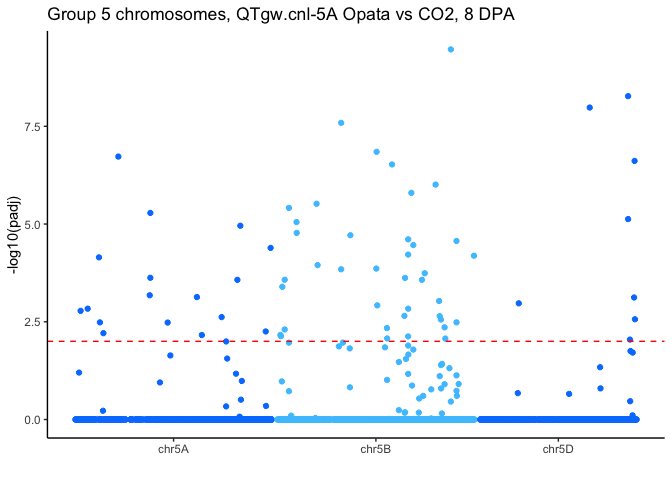 Group 5 chromosomes, QTgw.cnl-5A Opata vs CO2, 8 DPA
-log10(padj)
7.5
5.0
2.5
0.0
chr5A chr5B chr5D